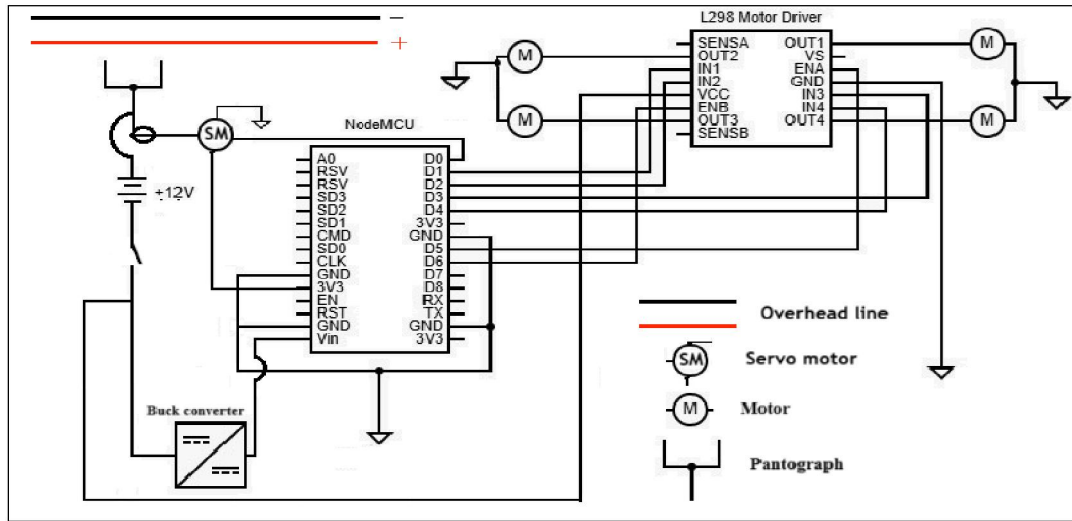 −
+
L298 Motor Driver
SENSA
OUT2
IN1
IN2
VCC
ENB
OUT3
SENSB
OUT1
VS
ENA
GND
IN3
IN4
OUT4
M
M
M
M
SM
+12V
NodeMCU
A0
RSV
RSV
SD3
SD2
SD1
CMD
SD0
CLK
GND
3V3
EN
RST
GND
Vin
D0
D1
D2
D3
D4
3V3
GND
D5
D6
D7
D8
RX
TX
GND
3V3
Buck converter
Overhead line
SM Servo motor
M Motor
Pantograph